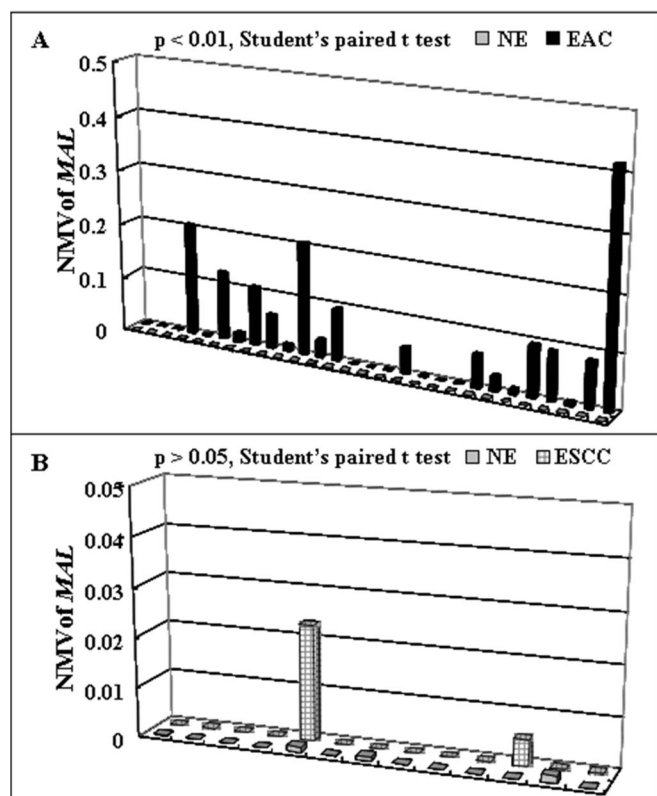 A
p < 0.01, Student's paired t test NE EAC
NMV of MAL
0.5
0.4
0.3
0.2
0.1
0
B
p > 0.05, Student's paired t test NE ESCC
NMV of MAL
0.05
0.04
0.03
0.02
0.01
0